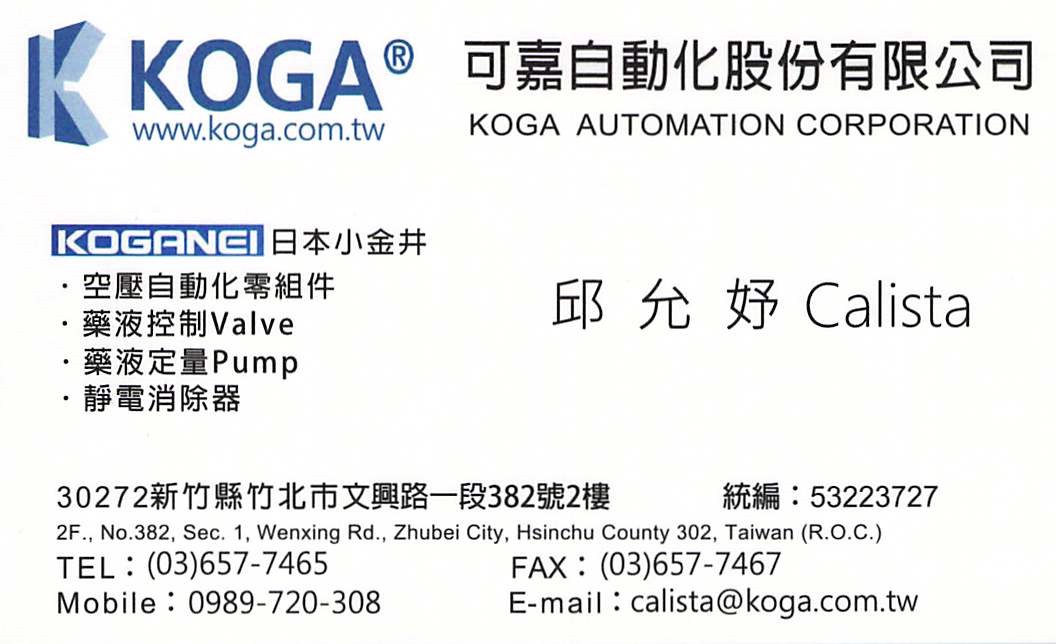 KOGA® 可嘉自動化股份有限公司
www.koga.com.tw KOGA AUTOMATION CORPORATION
KOGANEI 日本小金井
· 空壓自動化零組件
· 藥液控制Valve
· 藥液定量Pump
· 靜電消除器
邱 允 妤 Calista
30272新竹縣竹北市文興路一段382號2樓 統編：53223727
2F., No.382, Sec. 1, Wenxing Rd., Zhubei City, Hsinchu County 302, Taiwan (R.O.C.)
TEL：(03)657-7465 FAX：(03)657-7467
Mobile：0989-720-308 E-mail：calista@koga.com.tw